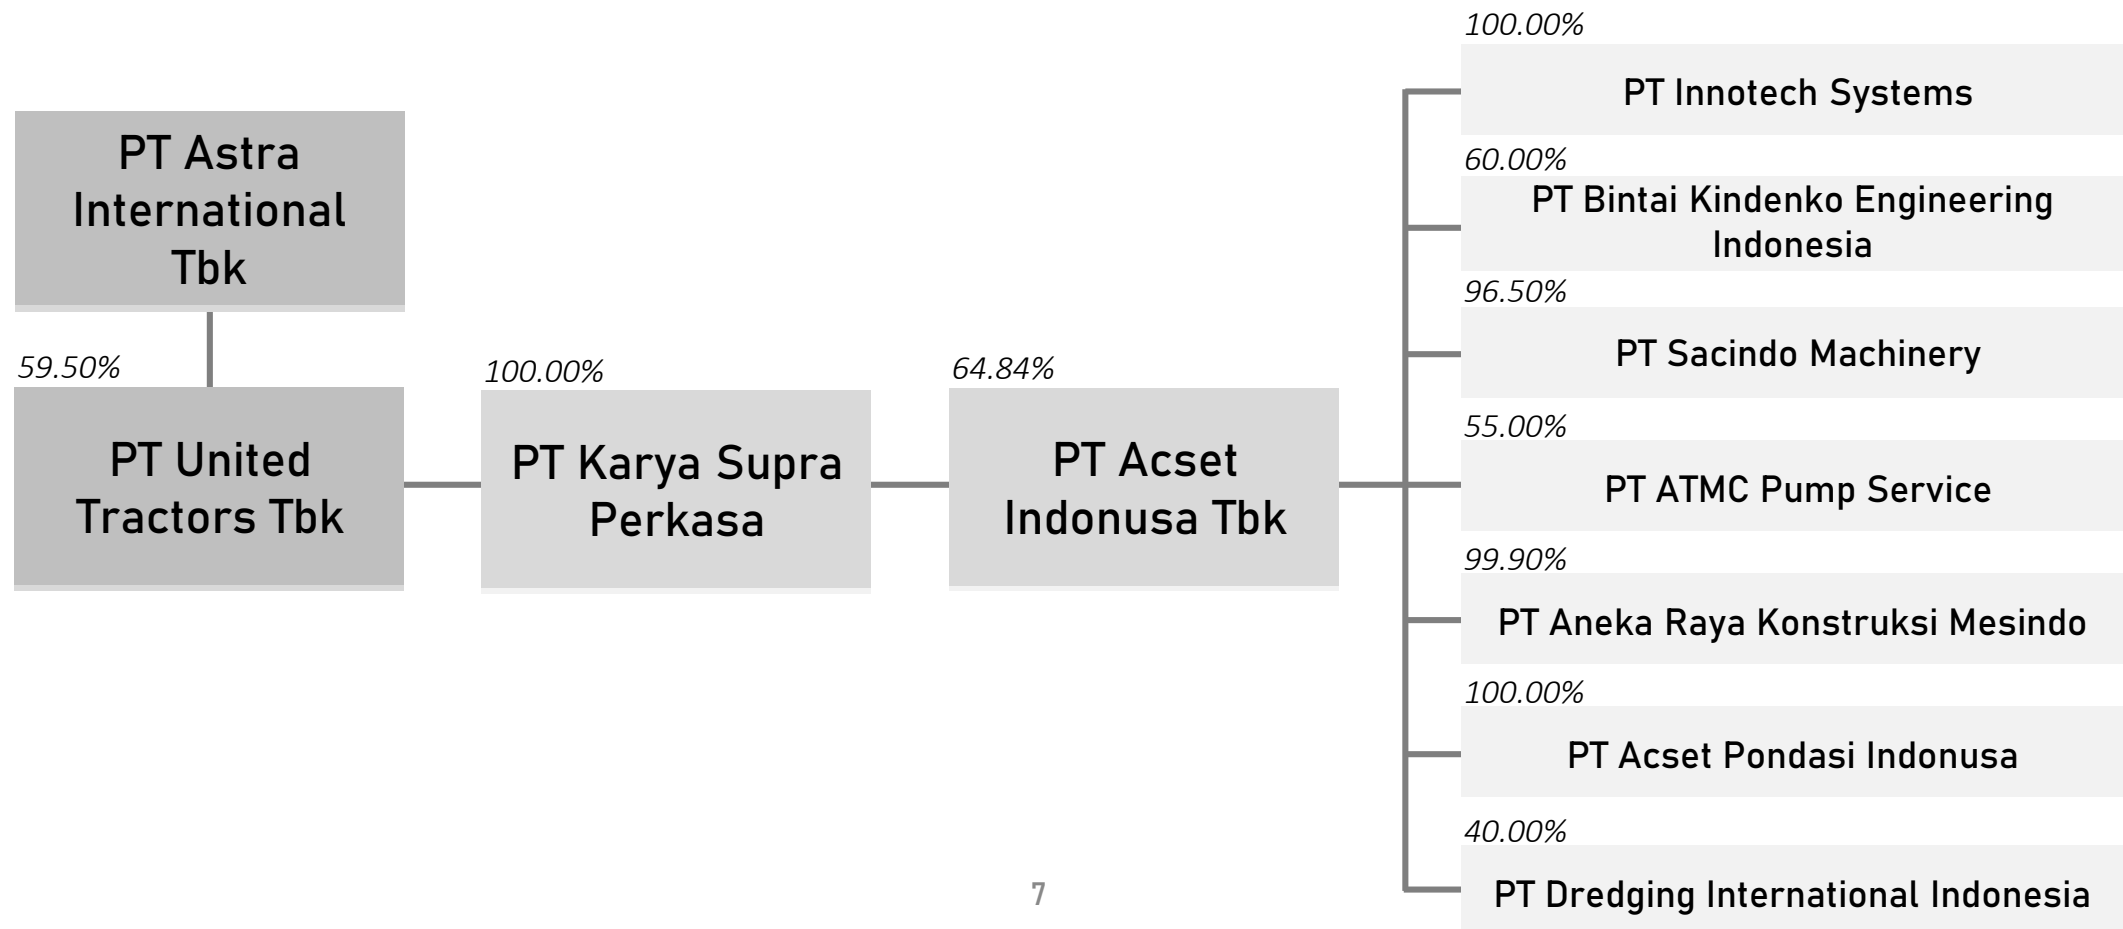 PT Astra
International
Tbk
59.50%
PT United
Tractors Tbk
100.00%
PT Karya Supra
Perkasa
64.84%
PT Acset
Indonusa Tbk
100.00%
PT Innotech Systems
60.00%
PT Bintai Kindenko Engineering
Indonesia
96.50%
PT Sacindo Machinery
55.00%
PT ATMC Pump Service
99.90%
PT Aneka Raya Konstruksi Mesindo
100.00%
PT Acset Pondasi Indonusa
40.00%
PT Dredging International Indonesia
7